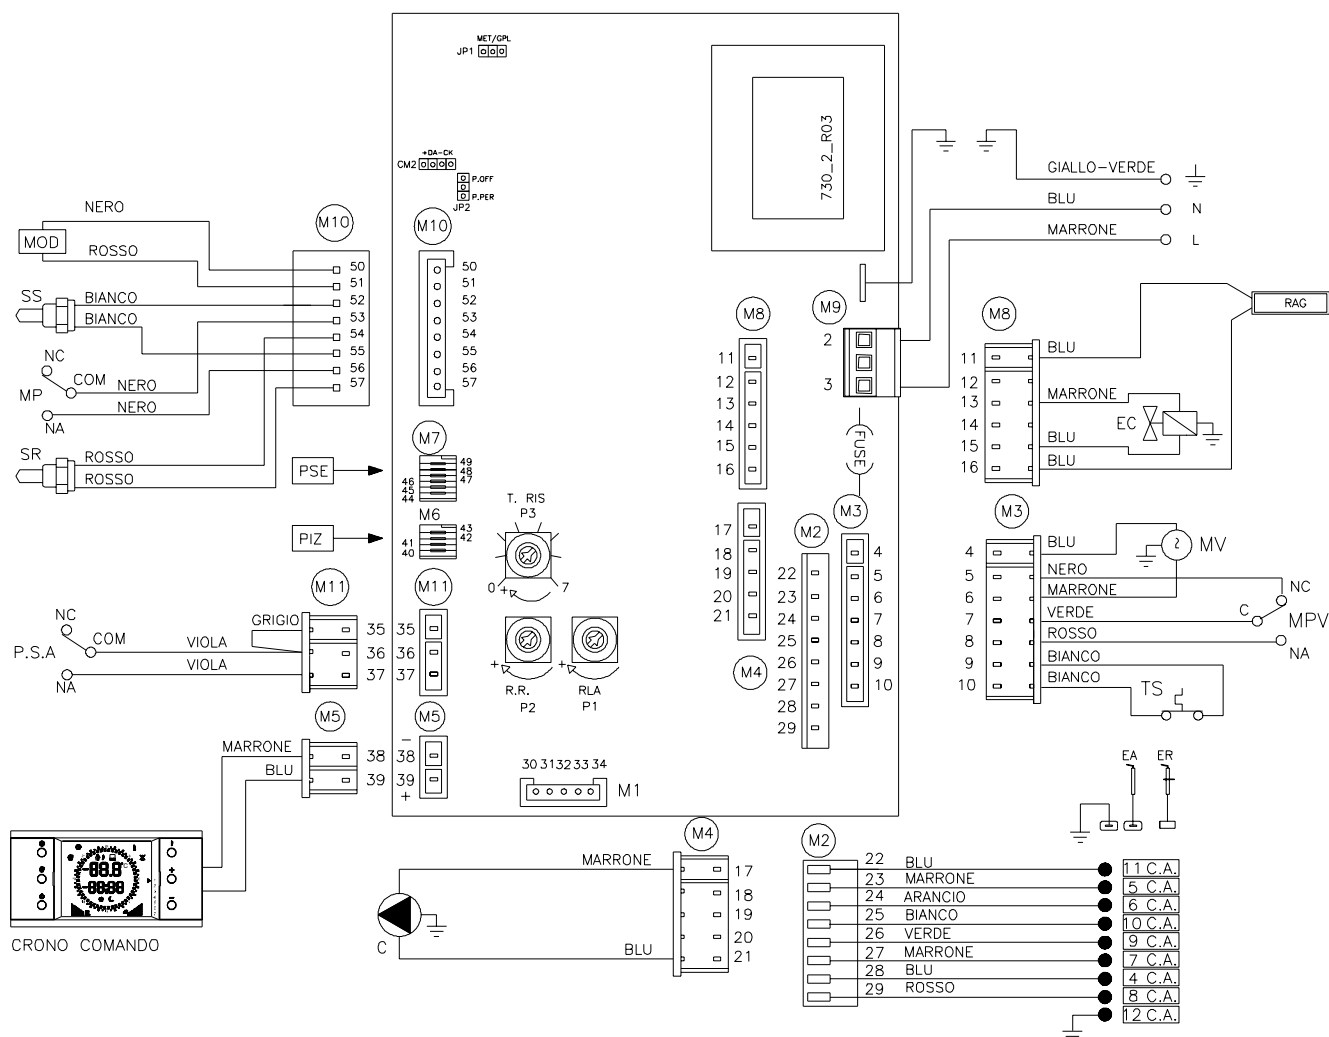 MET/GPL
JP1
+DA-CK
CM2
P.OFF
P.PER
JP2
730_2_R03
GIALLO-VERDE
BLU N
MARRONE L
NERO
MOD
ROSSO
SS
BIANCO
BIANCO
NC
COM
NERO
MP
NERO
NA
SR
ROSSO
ROSSO
M10
50
51
52
53
54
55
56
57
M10
50
51
52
53
54
55
56
57
M7
PSE
49
48
47
46
45
44
M6
PIZ
43
42
41
40
T. RIS
P3
0 + 7
M8
11
12
13
14
15
16
M9
2
3
FUSE
M8
11 BLU
12
13 MARRONE
14
15 BLU
16 BLU
RAG
EC
17
18
19
20
21
M4
M2
22
23
24
25
26
27
28
29
M3
4
5
6
7
8
9
10
M3
4 BLU
5 NERO
6 MARRONE
7 VERDE
8 ROSSO
9 BIANCO
10 BIANCO
MV
NC
C
MPV
NA
TS
M11
NC
GRIGIO
COM
VIOLA
P.S.A
VIOLA
NA
35
36
37
M11
35
36
37
+
R.R.
P2
+
RLA
P1
M5
MARRONE
BLU
38
39
M5
-
38
39
+
30 31 32 33 34
M1
EA ER
CRONO COMANDO
M4
MARRONE
17
18
19
20
BLU
21
C
M2
22 BLU 11 C.A.
23 MARRONE 5 C.A.
24 ARANCIO 6 C.A.
25 BIANCO 10 C.A.
26 VERDE 9 C.A.
27 MARRONE 7 C.A.
28 BLU 4 C.A.
29 ROSSO 8 C.A.
12 C.A.